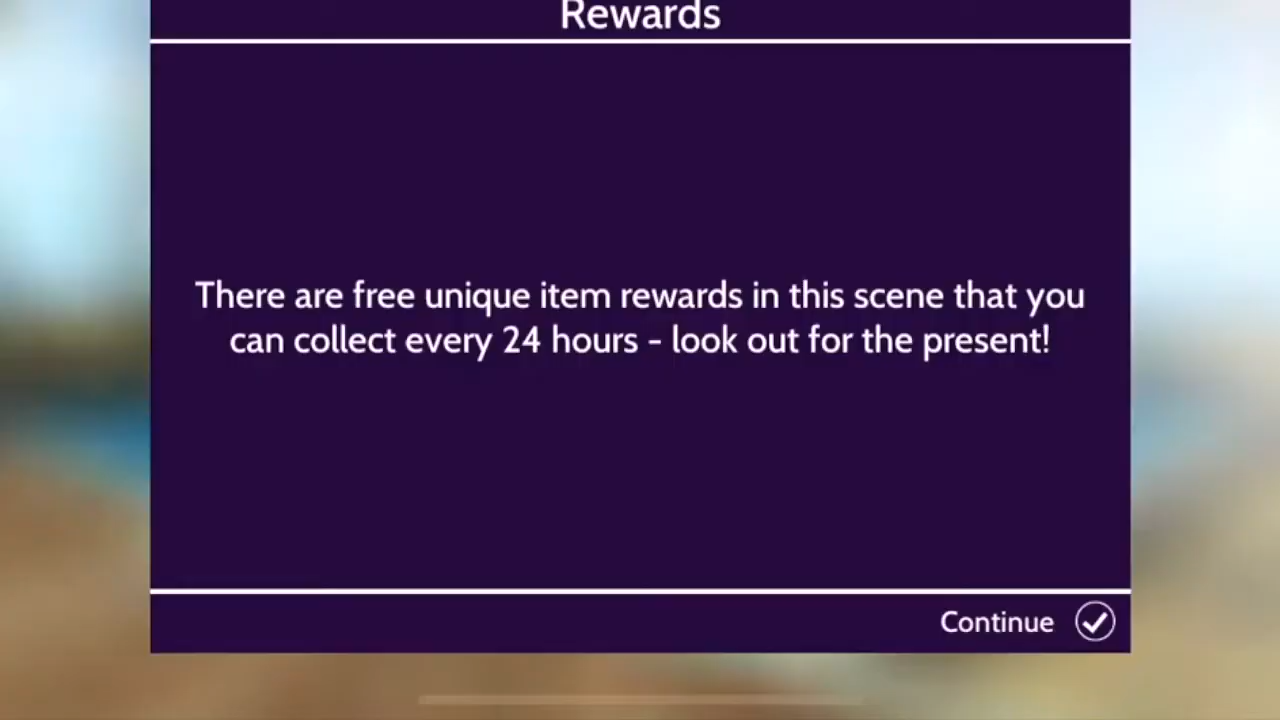 Rewards
There are free unique item rewards in this scene that you
can collect every 24 hours - look out for the present!
Continue